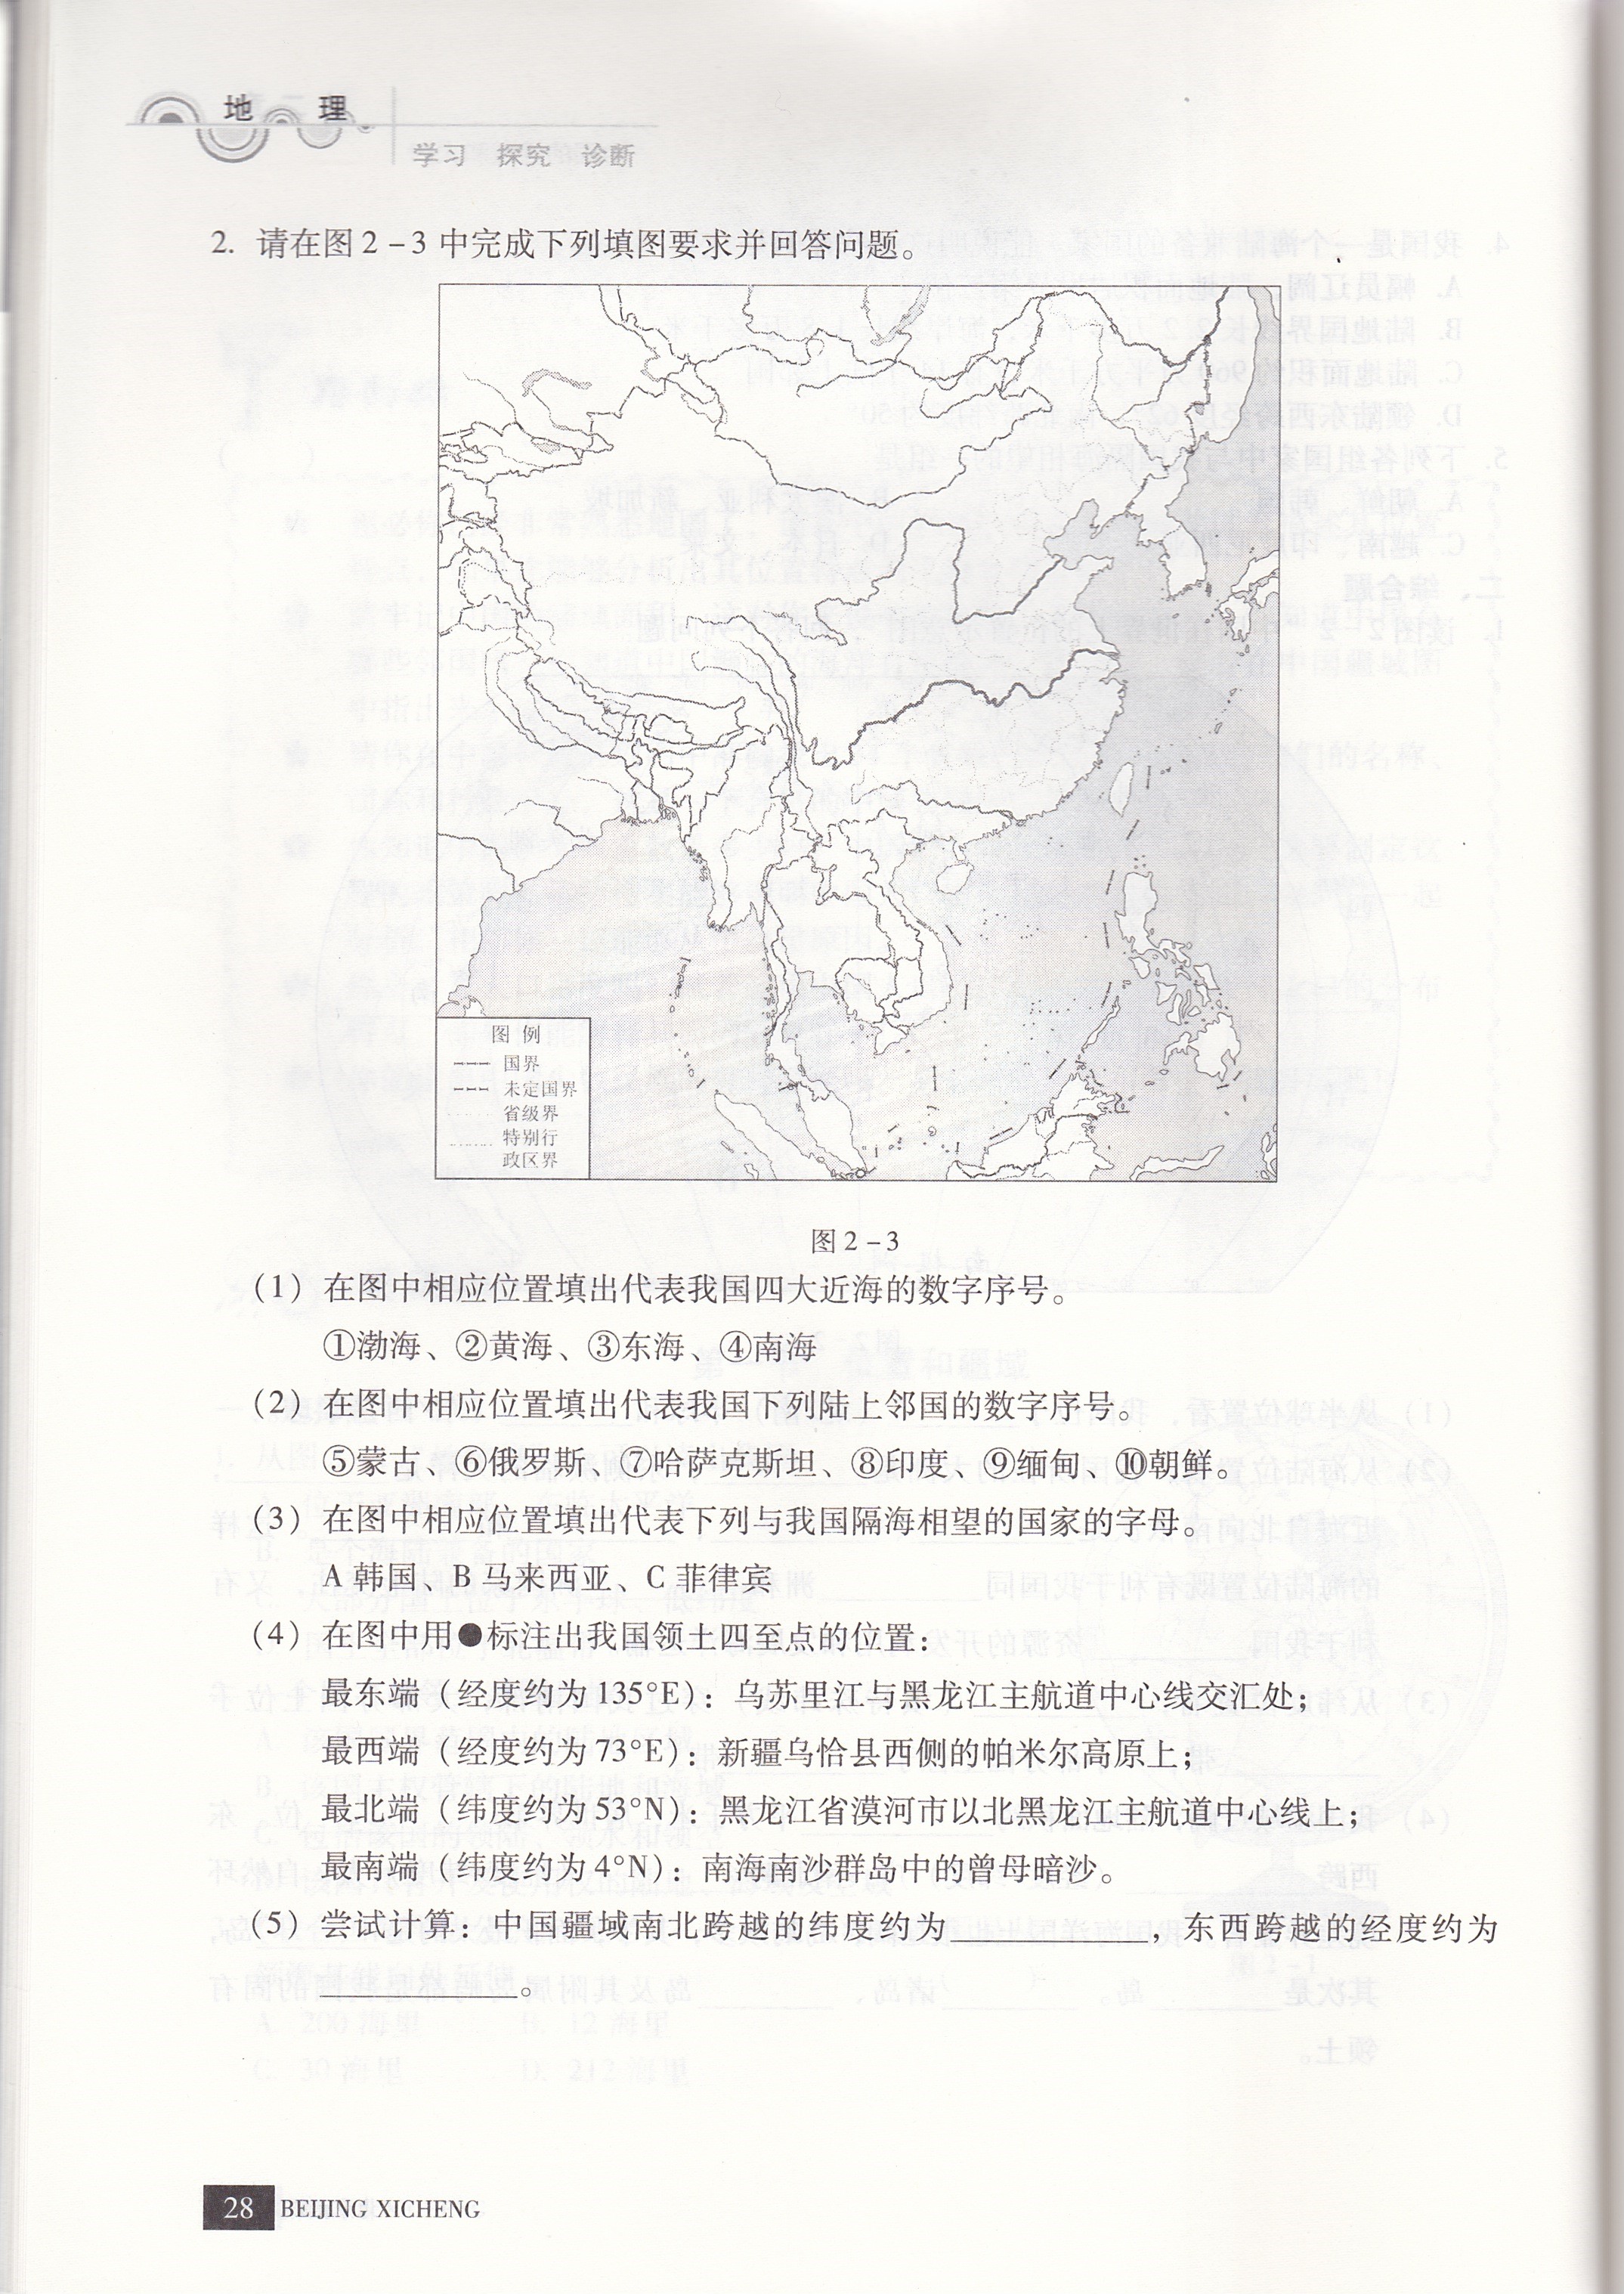 地 理
学习 探究 诊断
2. 请在图2-3中完成下列填图要求并回答问题。
图 例
国界
未定国界
省级界
特别行
政区界
图2-3
(1) 在图中相应位置填出代表我国四大近海的数字序号。
①渤海、②黄海、③东海、④南海
(2) 在图中相应位置填出代表我国下列陆上邻国的数字序号。
⑤蒙古、⑥俄罗斯、⑦哈萨克斯坦、⑧印度、⑨缅甸、⑩朝鲜。
(3) 在图中相应位置填出代表下列与我国隔海相望的国家的字母。
A 韩国、B 马来西亚、C 菲律宾
(4) 在图中用●标注出我国领土四至点的位置:
最东端(经度约为135°E):乌苏里江与黑龙江主航道中心线交汇处;
最西端(经度约为73°E):新疆乌恰县西侧的帕米尔高原上;
最北端(纬度约为53°N):黑龙江省漠河市以北黑龙江主航道中心线上;
最南端(纬度约为4°N):南海南沙群岛中的曾母暗沙。
(5) 尝试计算:中国疆域南北跨越的纬度约为____________,东西跨越的经度约为
____________。
28 BEIJING XICHENG